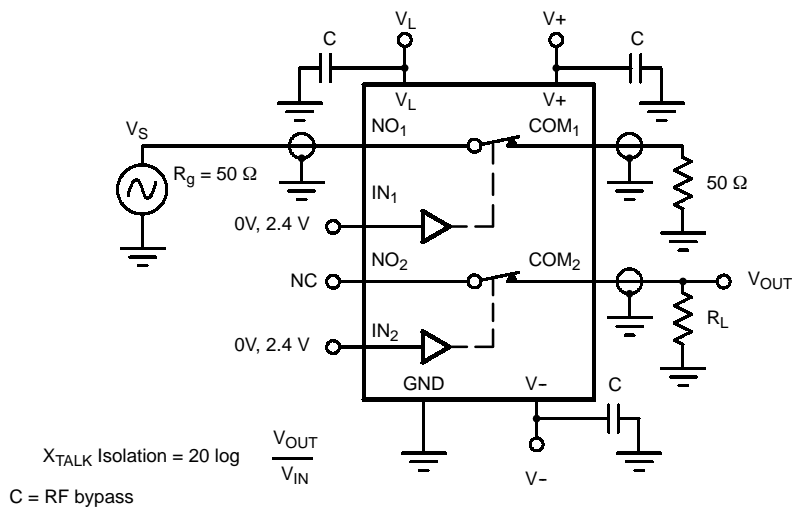 V_L V+
C C
V_L V+
V_S NO_1 COM_1
R_g = 50 Ω 50 Ω
IN_1
0V, 2.4 V
NO_2 COM_2
NC V_OUT
R_L
IN_2
0V, 2.4 V
GND V− C
V−
X_TALK Isolation = 20 log V_OUT
V_IN
C = RF bypass